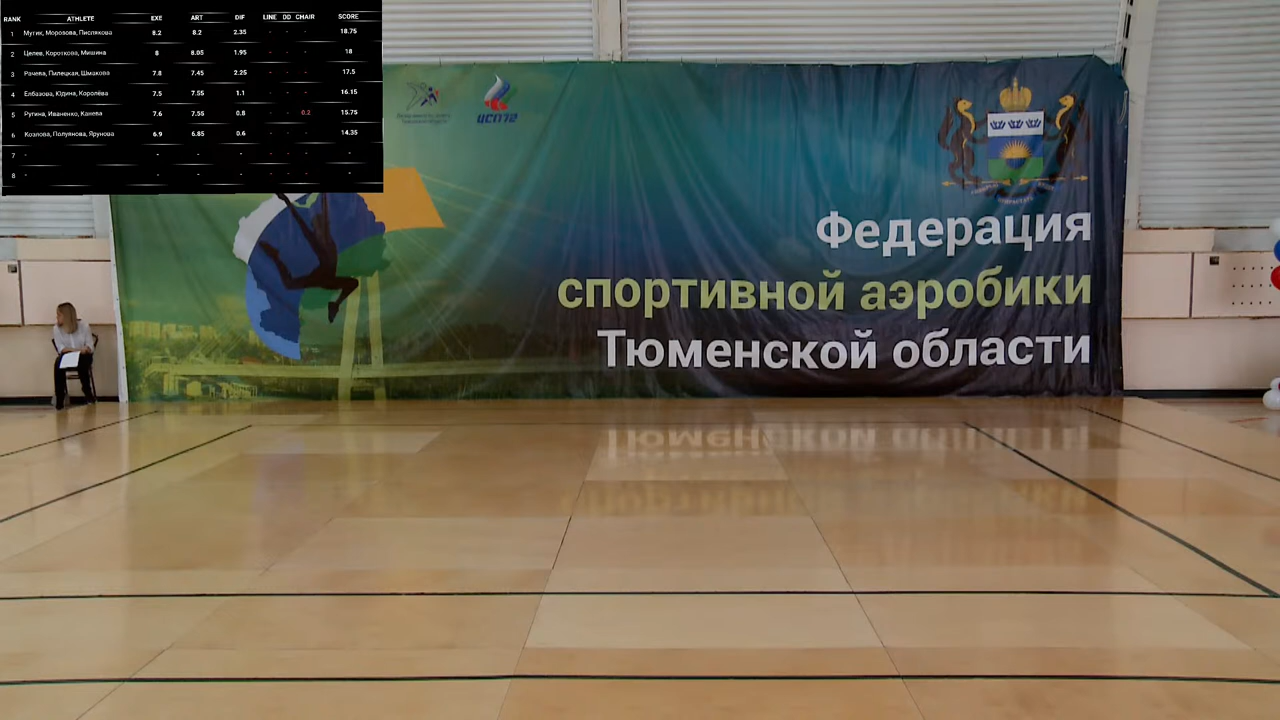 RANK ATHLETE EXE ART DIF LINE DD CHAIR SCORE
1 Мугик, Морозова, Пислякова 8.2 8.2 2.35 - - - 18.75
2 Целев, Короткова, Мишина 8 8.05 1.95 - - - 18
3 Рачева, Пилецкая, Шмакова 7.8 7.45 2.25 - - - 17.5
4 Елбазова, Юдина, Королёва 7.5 7.55 1.1 - - - 16.15
5 Ругина, Иваненко, Канева 7.6 7.55 0.8 - - 0.2 15.75
6 Козлова, Полуянова, Ярунова 6.9 6.85 0.6 - - - 14.35
7 - - - - - - - -
8 - - - - - - - -
ЦСП72
Федерация
спортивной аэробики
Тюменской области